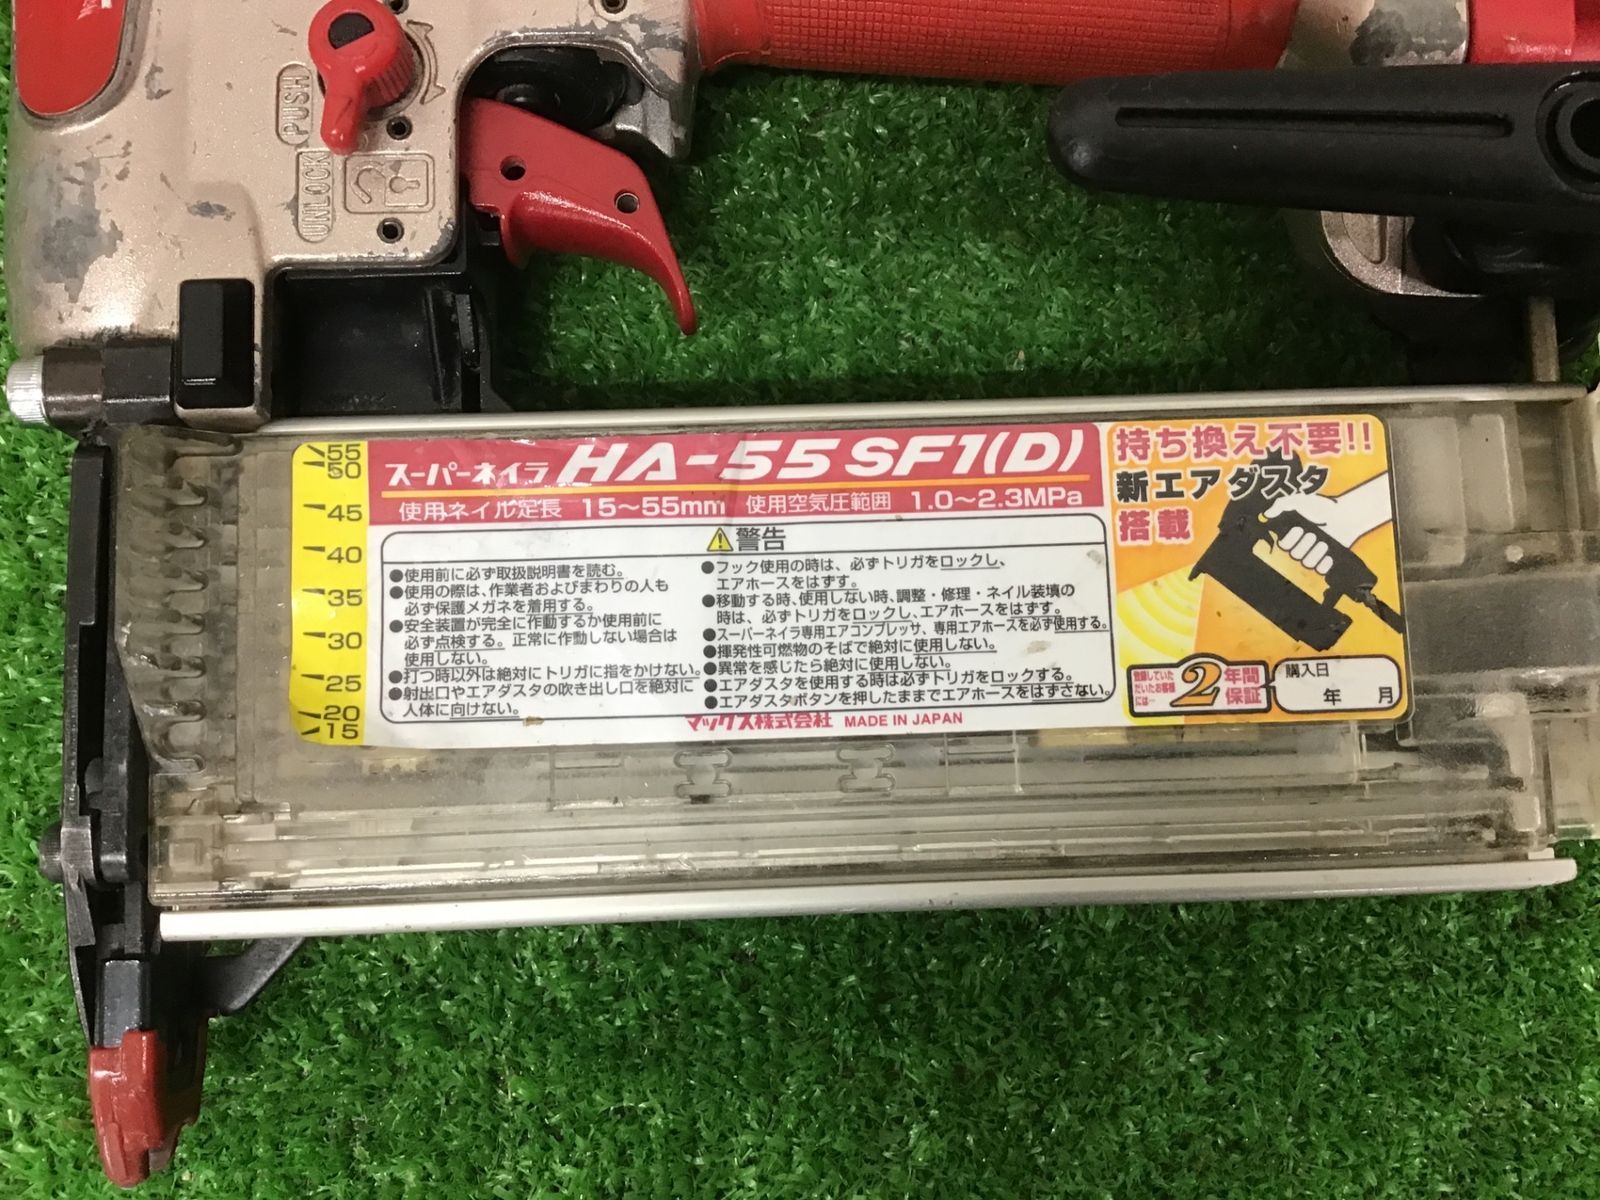 PUSH
UNLOCK
55
50
45
40
35
30
25
20
15
スーパーネイラ HA-55SF1(D)
使用ネイル足長 15～55mm 使用空気圧範囲 1.0～2.3MPa
警告
●使用前に必ず取扱説明書を読む。
●使用の際は、作業者およびまわりの人も
必ず保護メガネを着用する。
●安全装置が完全に作動するか使用前に
必ず点検する。正常に作動しない場合は
使用しない。
●打つ時以外は絶対にトリガに指をかけない。
●射出口やエアダスタの吹き出し口を絶対に
人体に向けない。
●フック使用の時は、必ずトリガをロックし、
エアホースをはずす。
●移動する時、使用しない時、調整・修理・ネイル装填の
時は、必ずトリガをロックし、エアホースをはずす。
●スーパーネイラ専用エアコンプレッサ、専用エアホースを必ず使用する。
●揮発性可燃物のそばで絶対に使用しない。
●異常を感じたら絶対に使用しない。
●エアダスタを使用する時は必ずトリガをロックする。
●エアダスタボタンを押したままでエアホースをはずさない。
マックス株式会社 MADE IN JAPAN
持ち換え不要!!
新エアダスタ
搭載
登録していた
だいたお客様
には…
2年間
保証
購入日
年 月